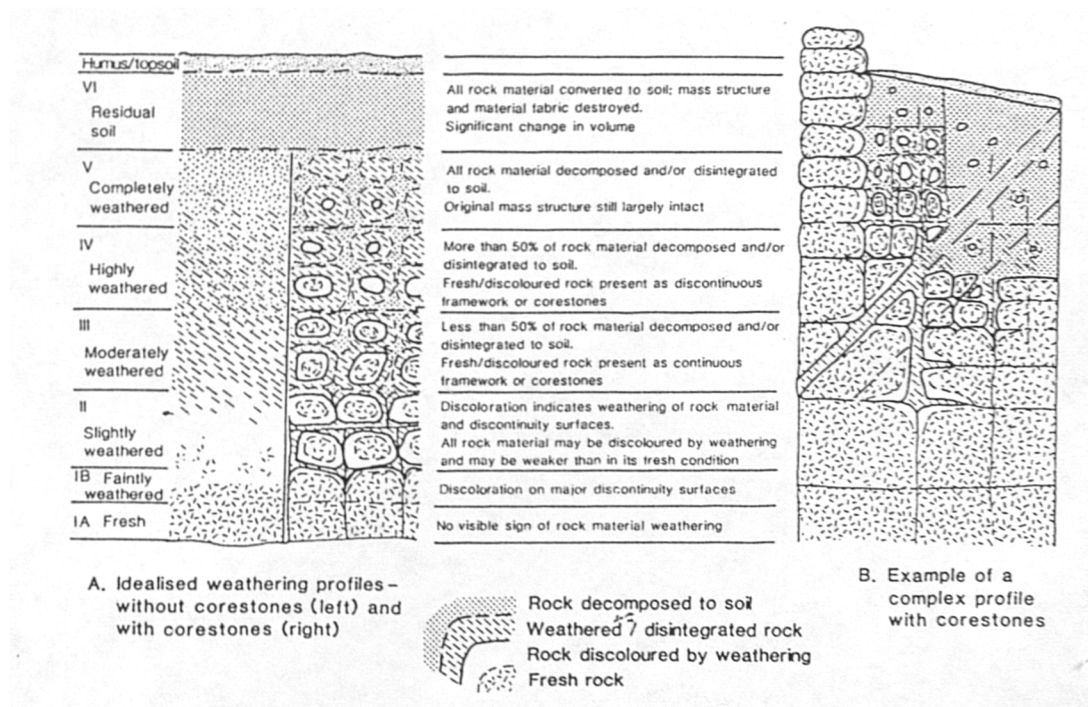 Humus/topsoil
VI
Residual
soil
All rock material converted to soil; mass structure
and material fabric destroyed.
Significant change in volume
V
Completely
weathered
All rock material decomposed and/or disintegrated
to soil.
Original mass structure still largely intact
IV
Highly
weathered
More than 50% of rock material decomposed and/or
disintegrated to soil.
Fresh/discoloured rock present as discontinuous
framework or corestones
III
Moderately
weathered
Less than 50% of rock material decomposed and/or
disintegrated to soil.
Fresh/discoloured rock present as continuous
framework or corestones
II
Slightly
weathered
Discoloration indicates weathering of rock material
and discontinuity surfaces.
All rock material may be discoloured by weathering
and may be weaker than in its fresh condition
IB Faintly
weathered
Discoloration on major discontinuity surfaces
IA Fresh
No visible sign of rock material weathering
A. Idealised weathering profiles –
without corestones (left) and
with corestones (right)
Rock decomposed to soil
Weathered / disintegrated rock
Rock discoloured by weathering
Fresh rock
B. Example of a
complex profile
with corestones